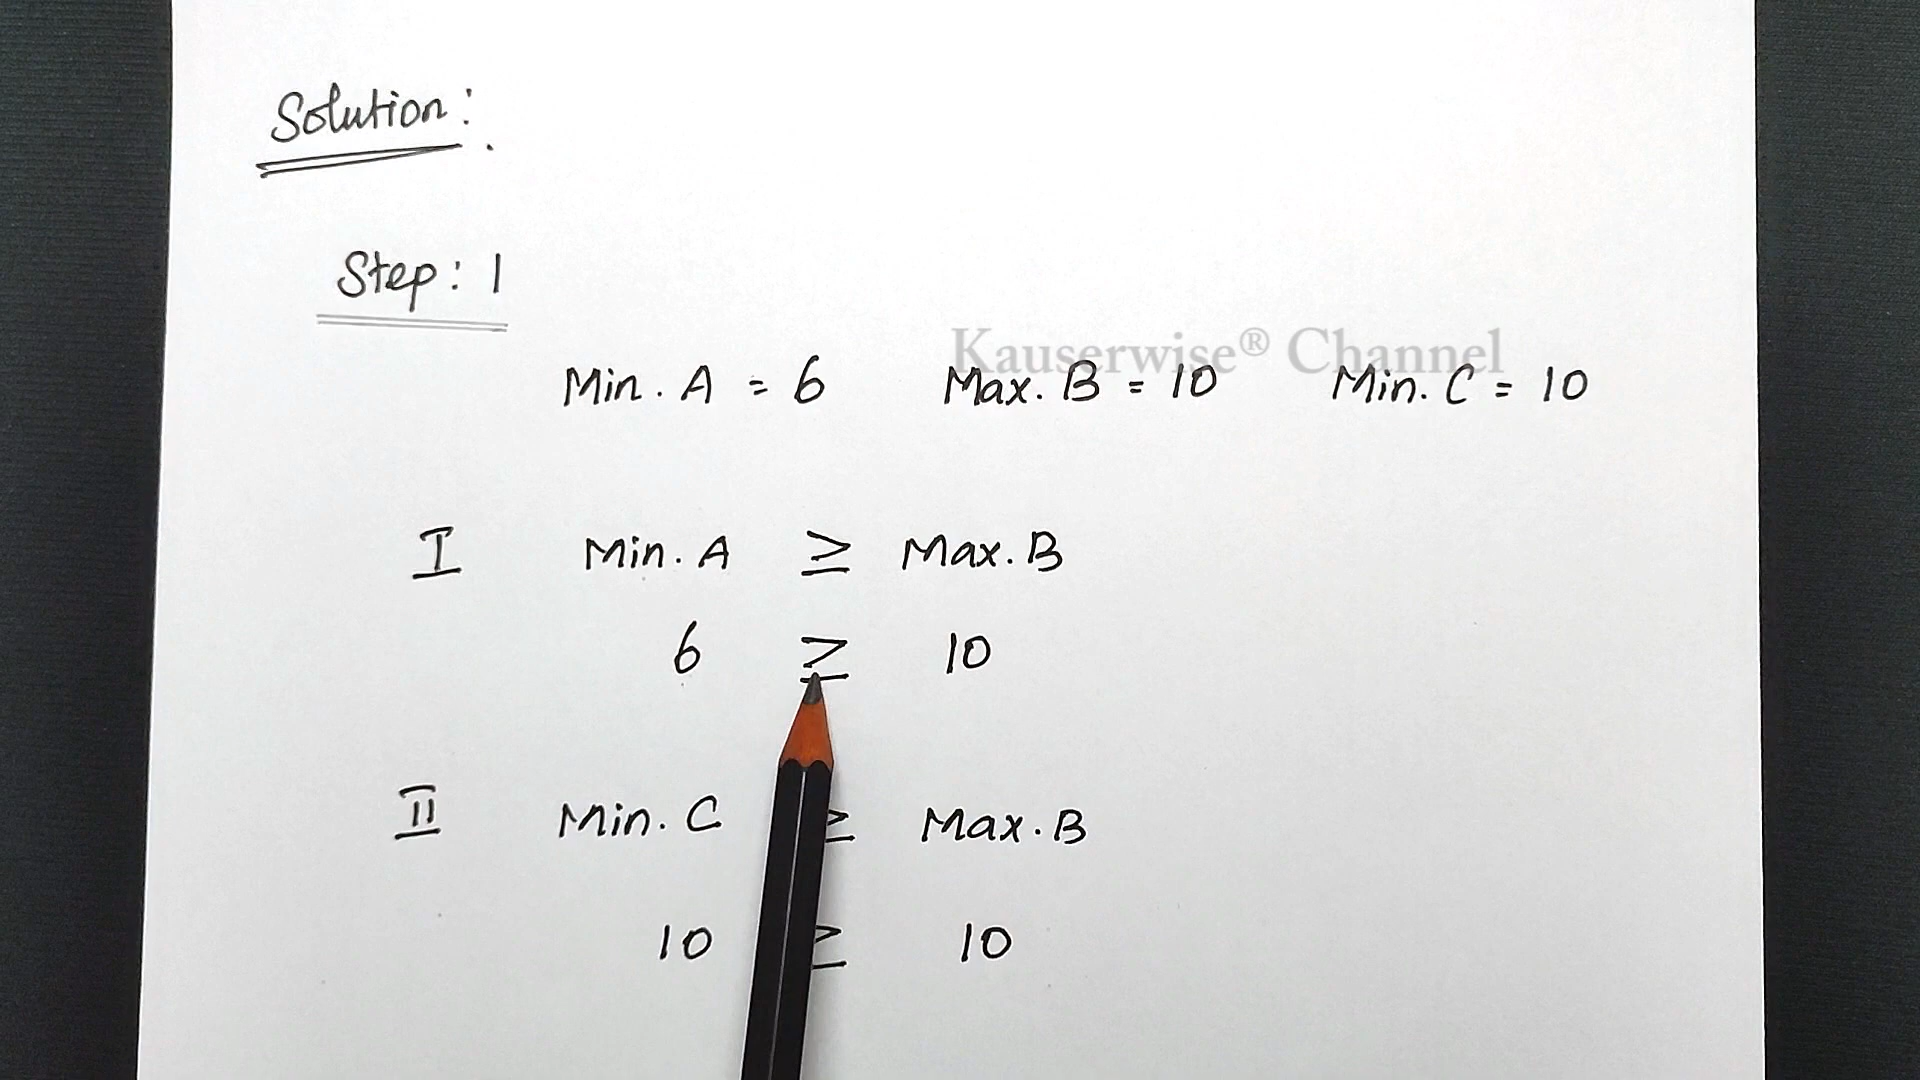 Solution:
Step: 1
Kauserwise® Channel
Min. A = 6 Max. B = 10 Min. C = 10
I Min. A ≥ Max. B
6 ≥ 10
II Min. C ≥ Max. B
10 ≥ 10